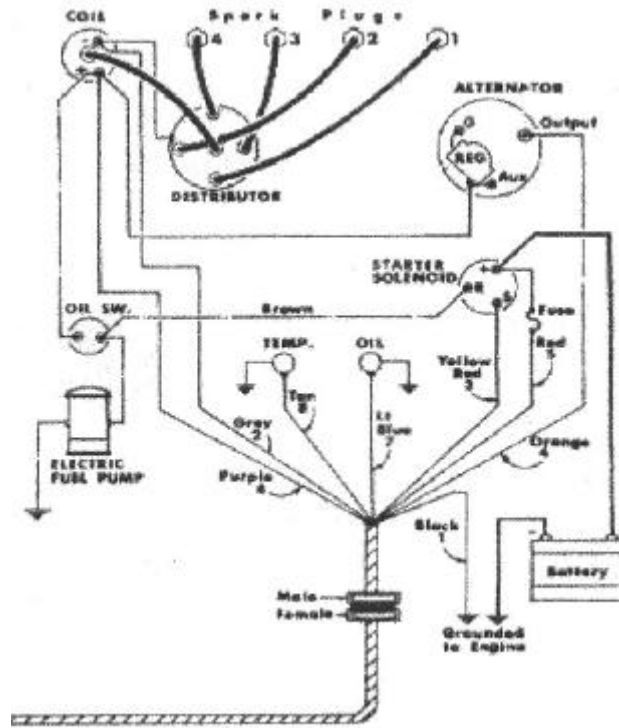 COIL
Spark Plugs
4
3
2
1
ALTERNATOR
G
Output
REG
Aux
DISTRIBUTOR
STARTER
SOLENOID
+
R
S
OIL SW.
Brown
Fuse
TEMP.
OIL
Red
5
Yellow
Red
3
Tan
8
Lt
Blue
7
Grey
2
Orange
4
ELECTRIC
FUEL PUMP
Purple
6
Black
1
-
Battery
Male
Female
Grounded
to Engine